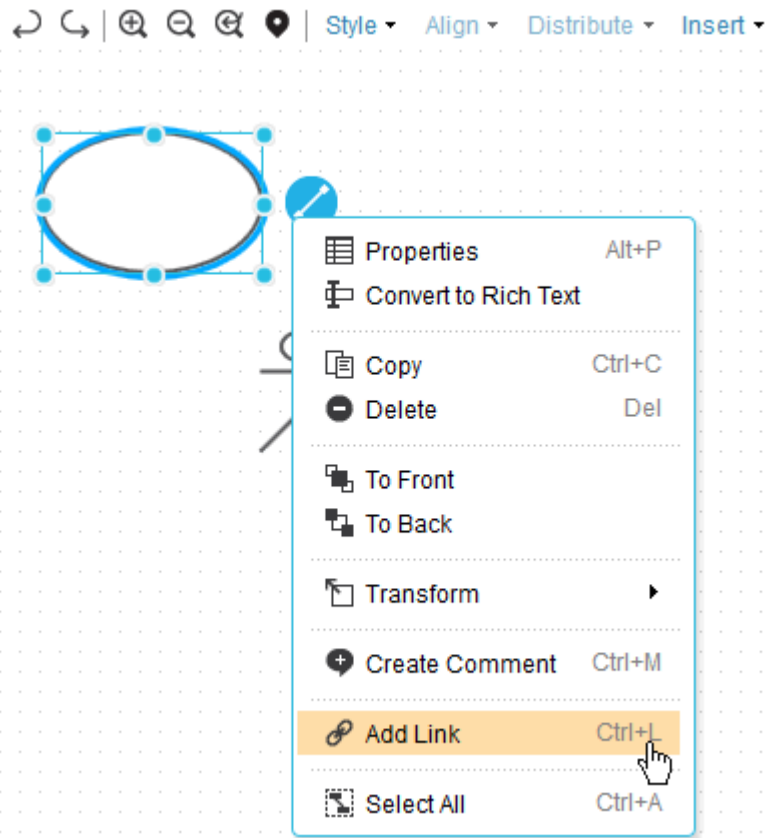 Style Align Distribute Insert
Properties Alt+P
Convert to Rich Text
Copy Ctrl+C
Delete Del
To Front
To Back
Transform
Create Comment Ctrl+M
Add Link Ctrl+L
Select All Ctrl+A